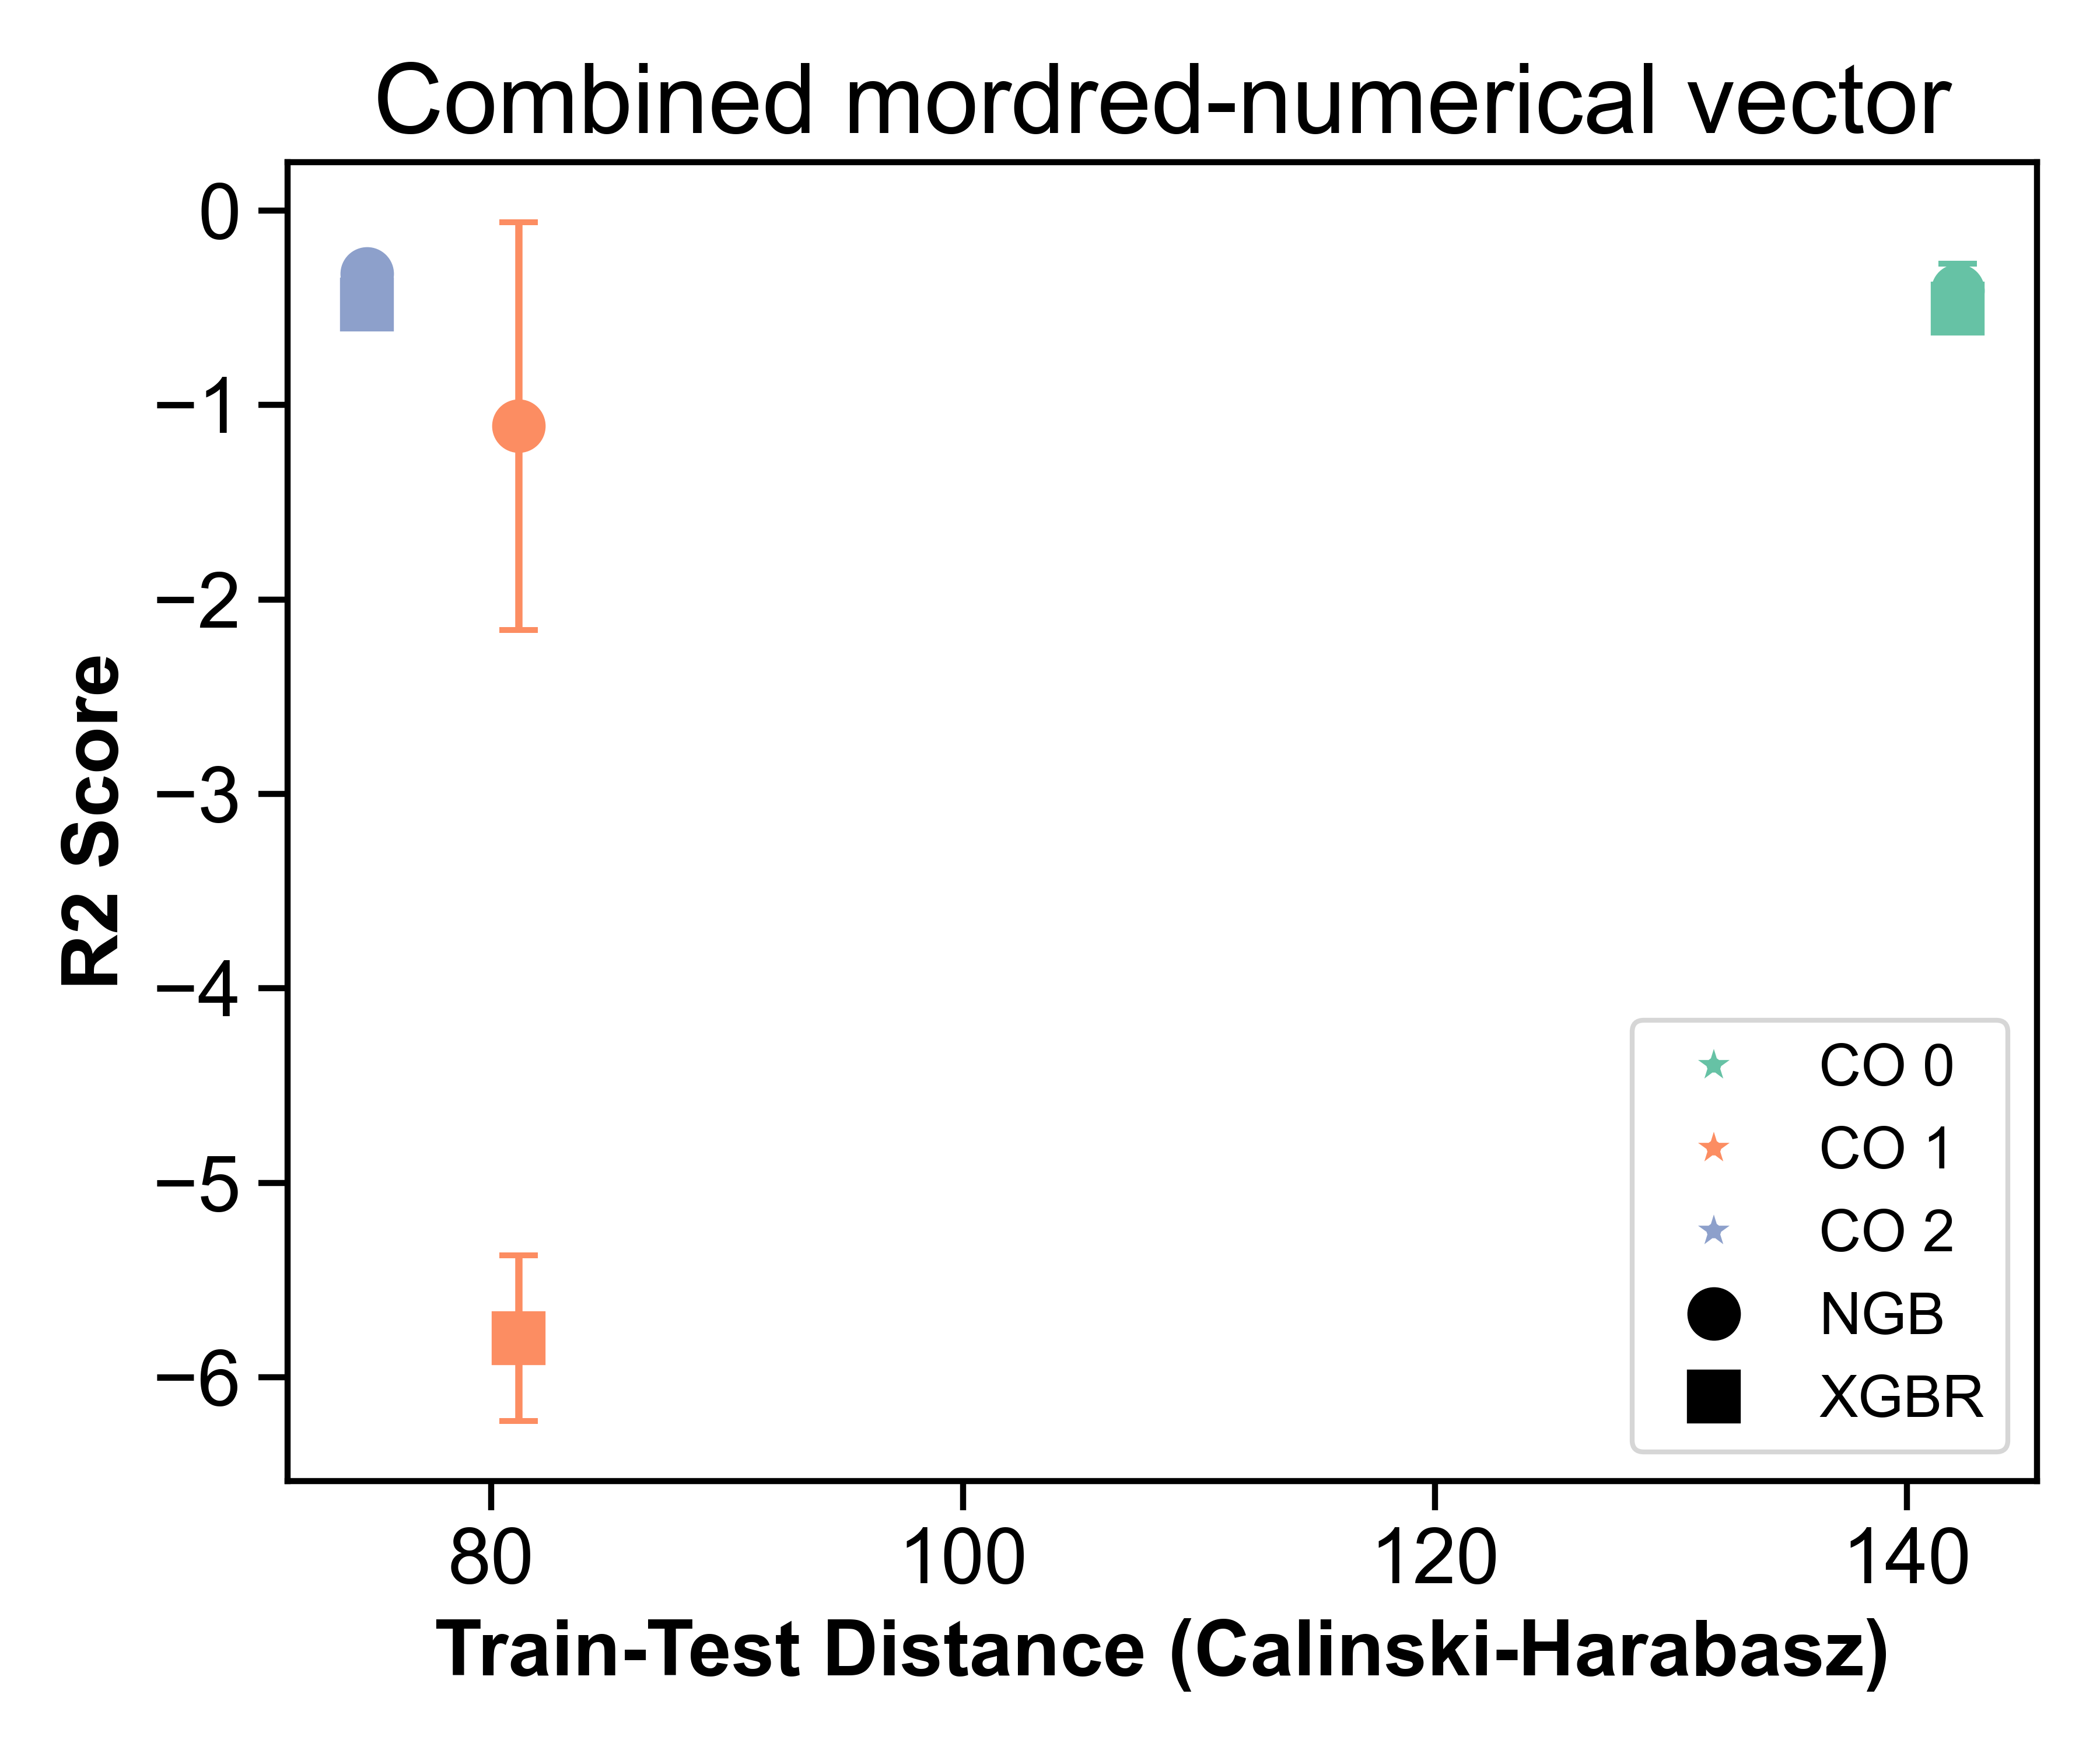 Combined mordred-numerical vector
0
−1
−2
−3
−4
−5
−6
R2 Score
CO 0
CO 1
CO 2
NGB
XGBR
80 100 120 140
Train-Test Distance (Calinski-Harabasz)